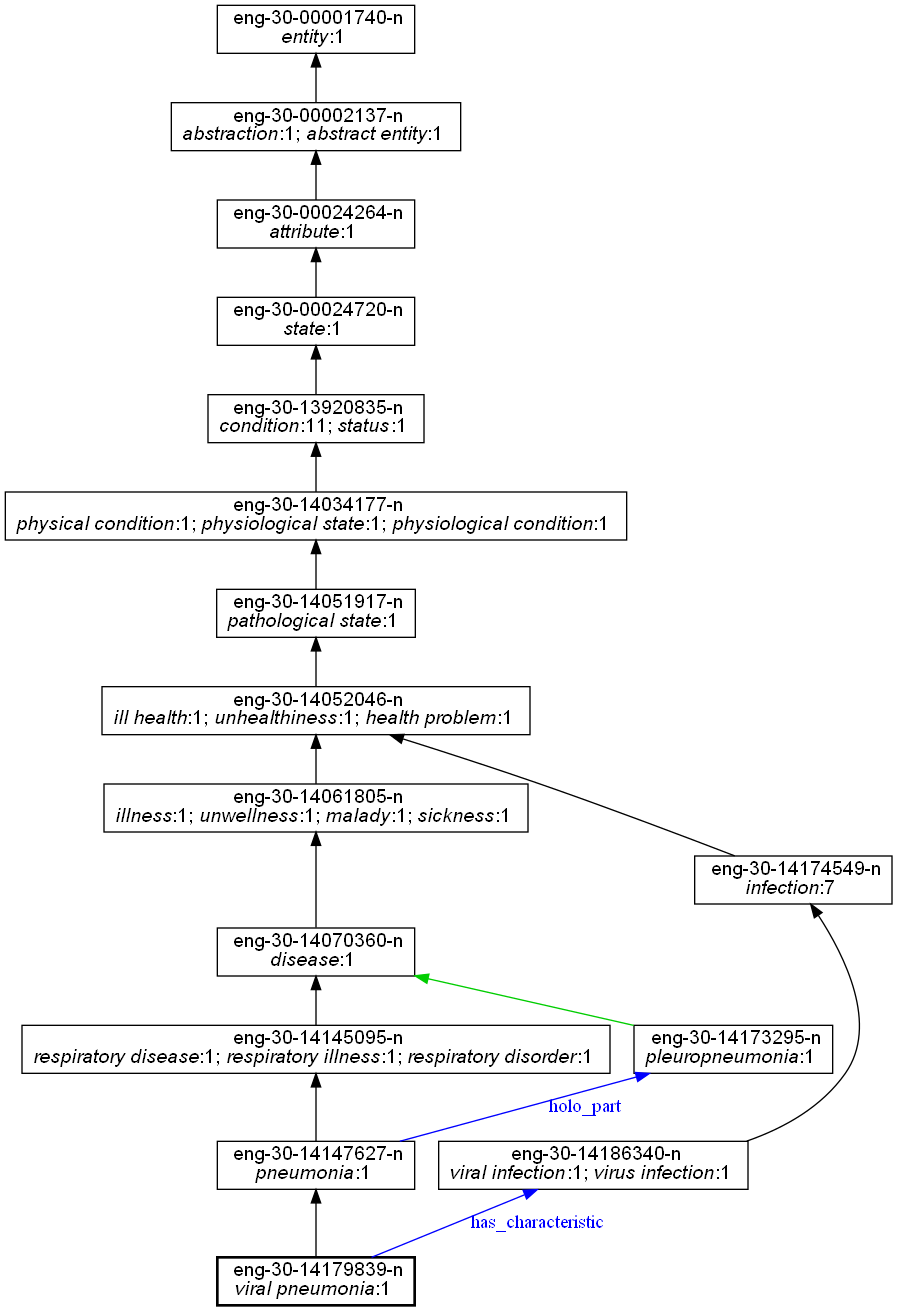 eng-30-00001740-n
entity:1
eng-30-00002137-n
abstraction:1; abstract entity:1
eng-30-00024264-n
attribute:1
eng-30-00024720-n
state:1
eng-30-13920835-n
condition:11; status:1
eng-30-14034177-n
physical condition:1; physiological state:1; physiological condition:1
eng-30-14051917-n
pathological state:1
eng-30-14052046-n
ill health:1; unhealthiness:1; health problem:1
eng-30-14061805-n
illness:1; unwellness:1; malady:1; sickness:1
eng-30-14174549-n
infection:7
eng-30-14070360-n
disease:1
eng-30-14145095-n
respiratory disease:1; respiratory illness:1; respiratory disorder:1
eng-30-14173295-n
pleuropneumonia:1
holo_part
eng-30-14147627-n
pneumonia:1
eng-30-14186340-n
viral infection:1; virus infection:1
has_characteristic
eng-30-14179839-n
viral pneumonia:1